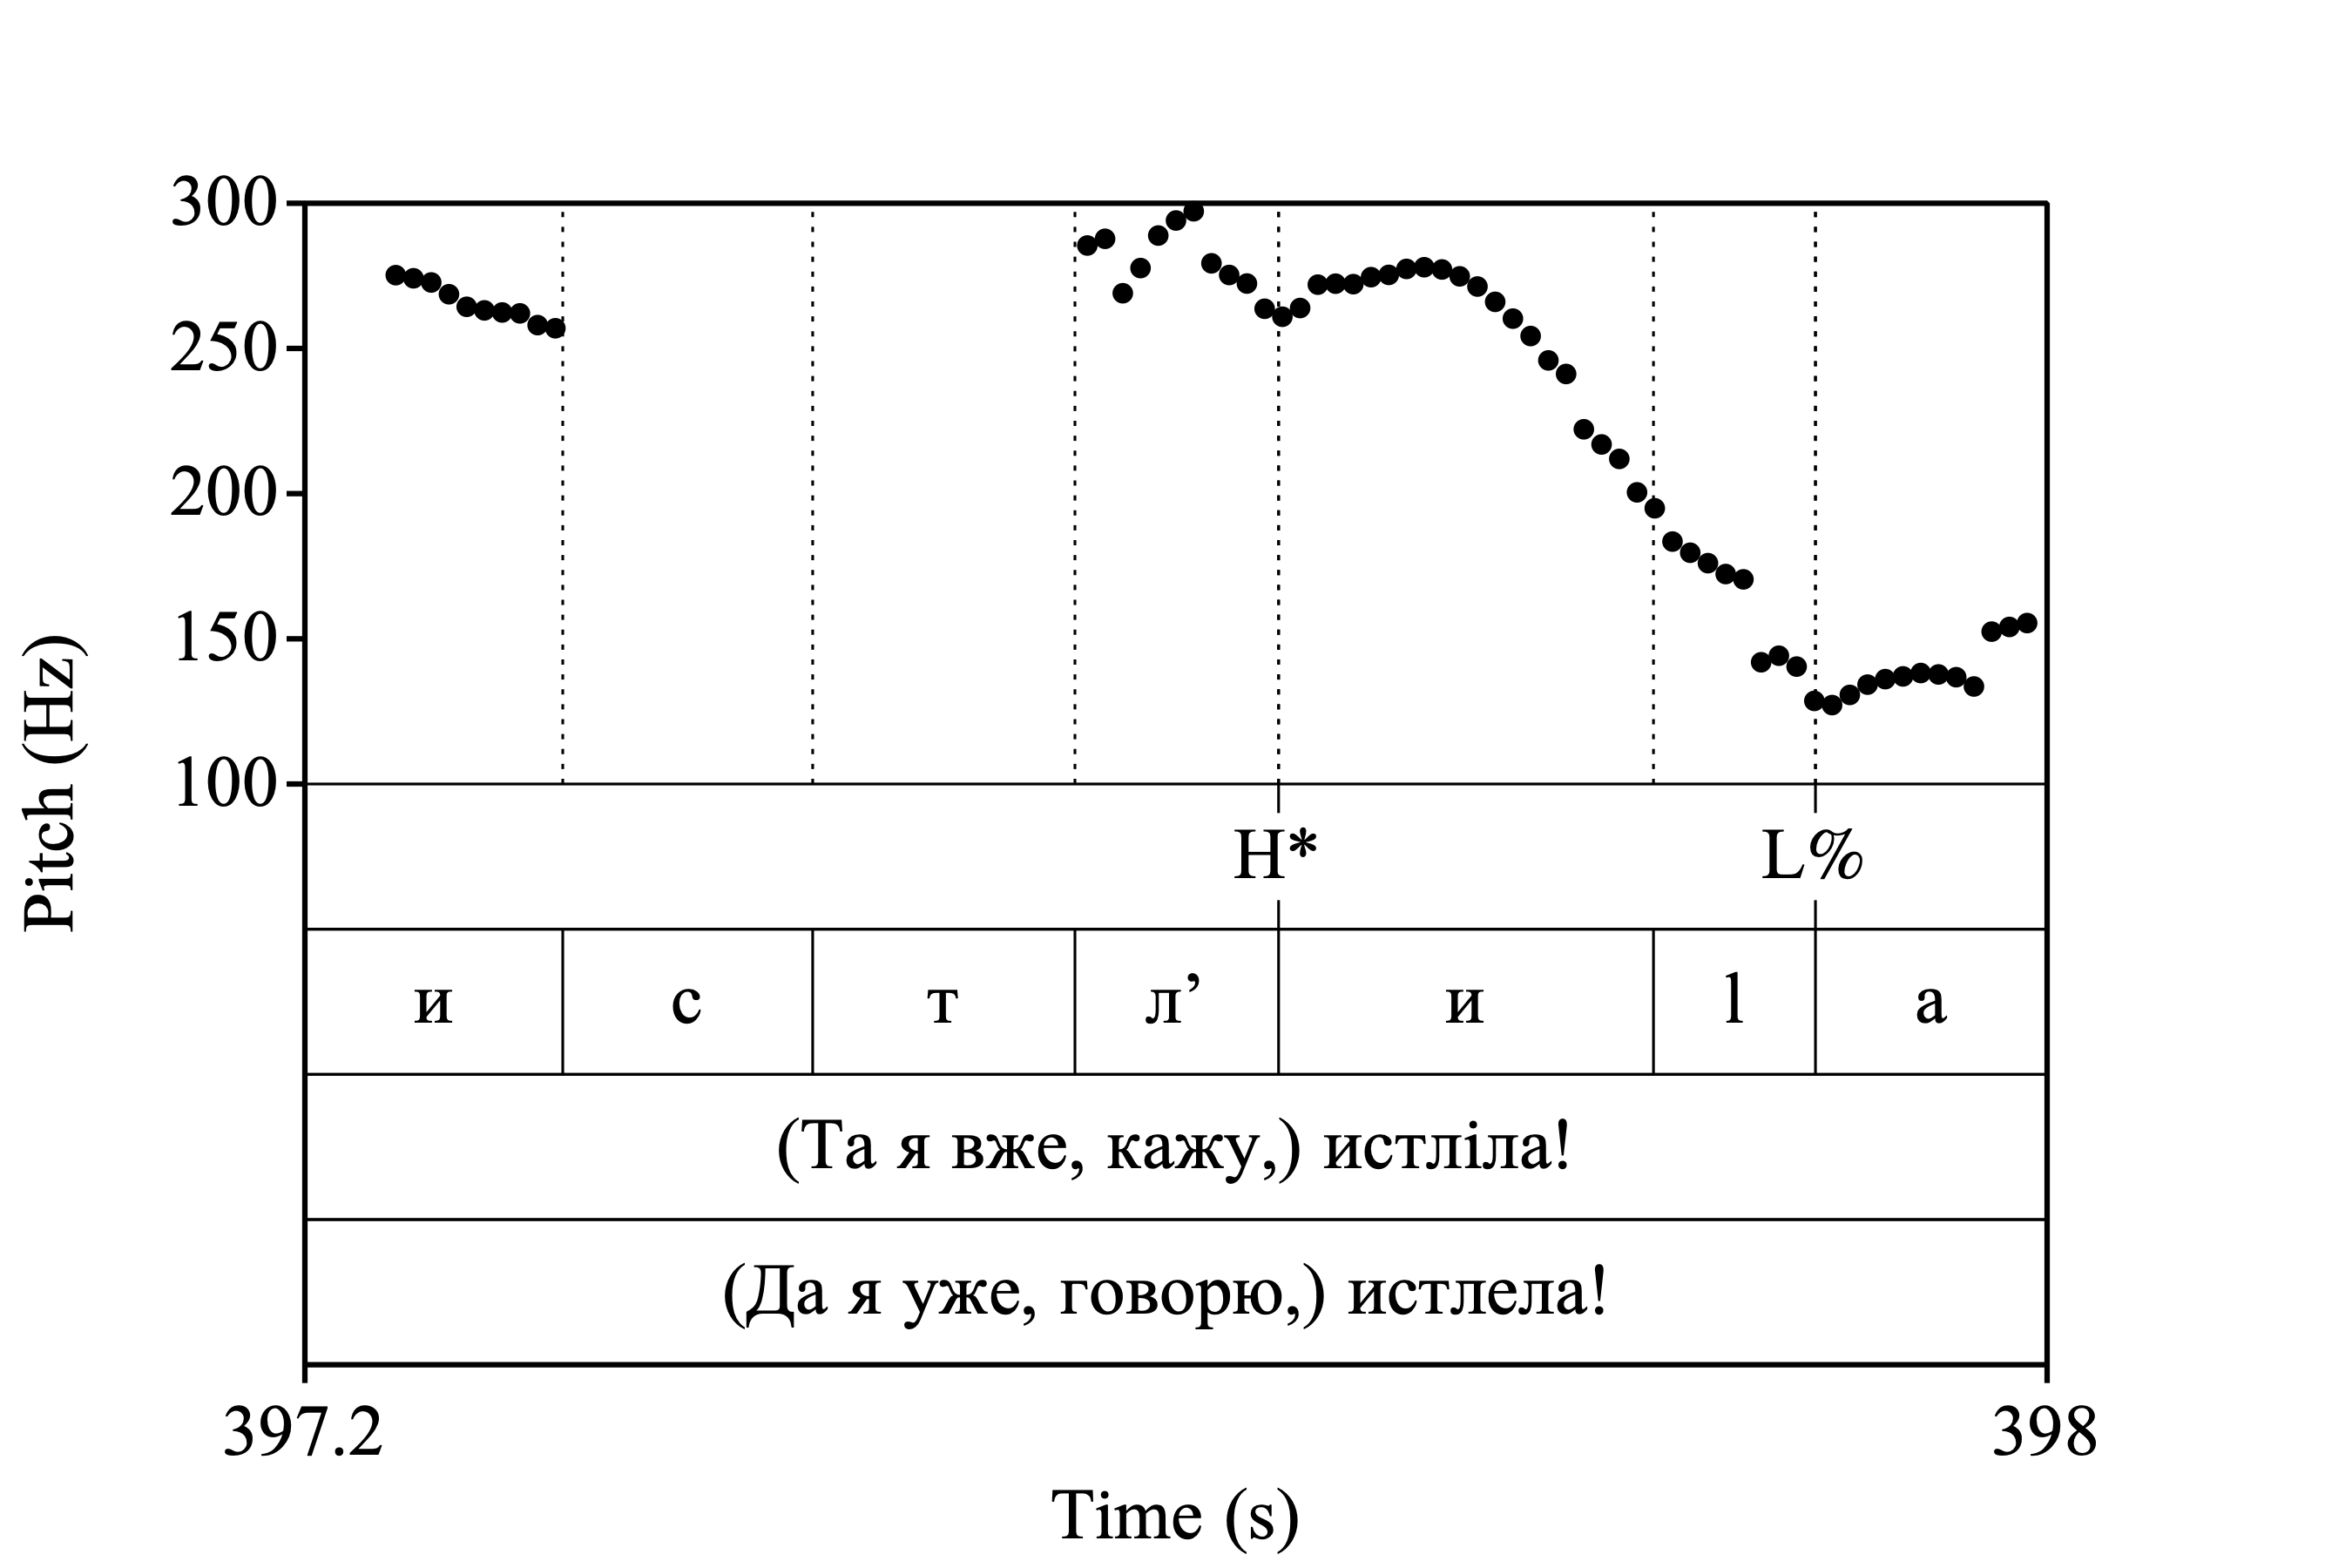 300
250
200
150
100
Pitch (Hz)
H* L%
и с т л’ и l а
(Та я вже, кажу,) истліла!
(Да я уже, говорю,) истлела!
397.2 398
Time (s)